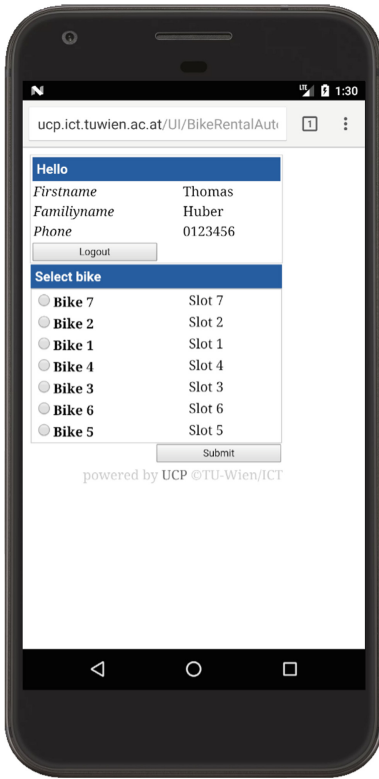 LTE 1:30
ucp.ict.tuwien.ac.at/UI/BikeRentalAut
1
Hello
Firstname Thomas
Familiyname Huber
Phone 0123456
Logout
Select bike
Bike 7 Slot 7
Bike 2 Slot 2
Bike 1 Slot 1
Bike 4 Slot 4
Bike 3 Slot 3
Bike 6 Slot 6
Bike 5 Slot 5
Submit
powered by UCP ©TU-Wien/ICT